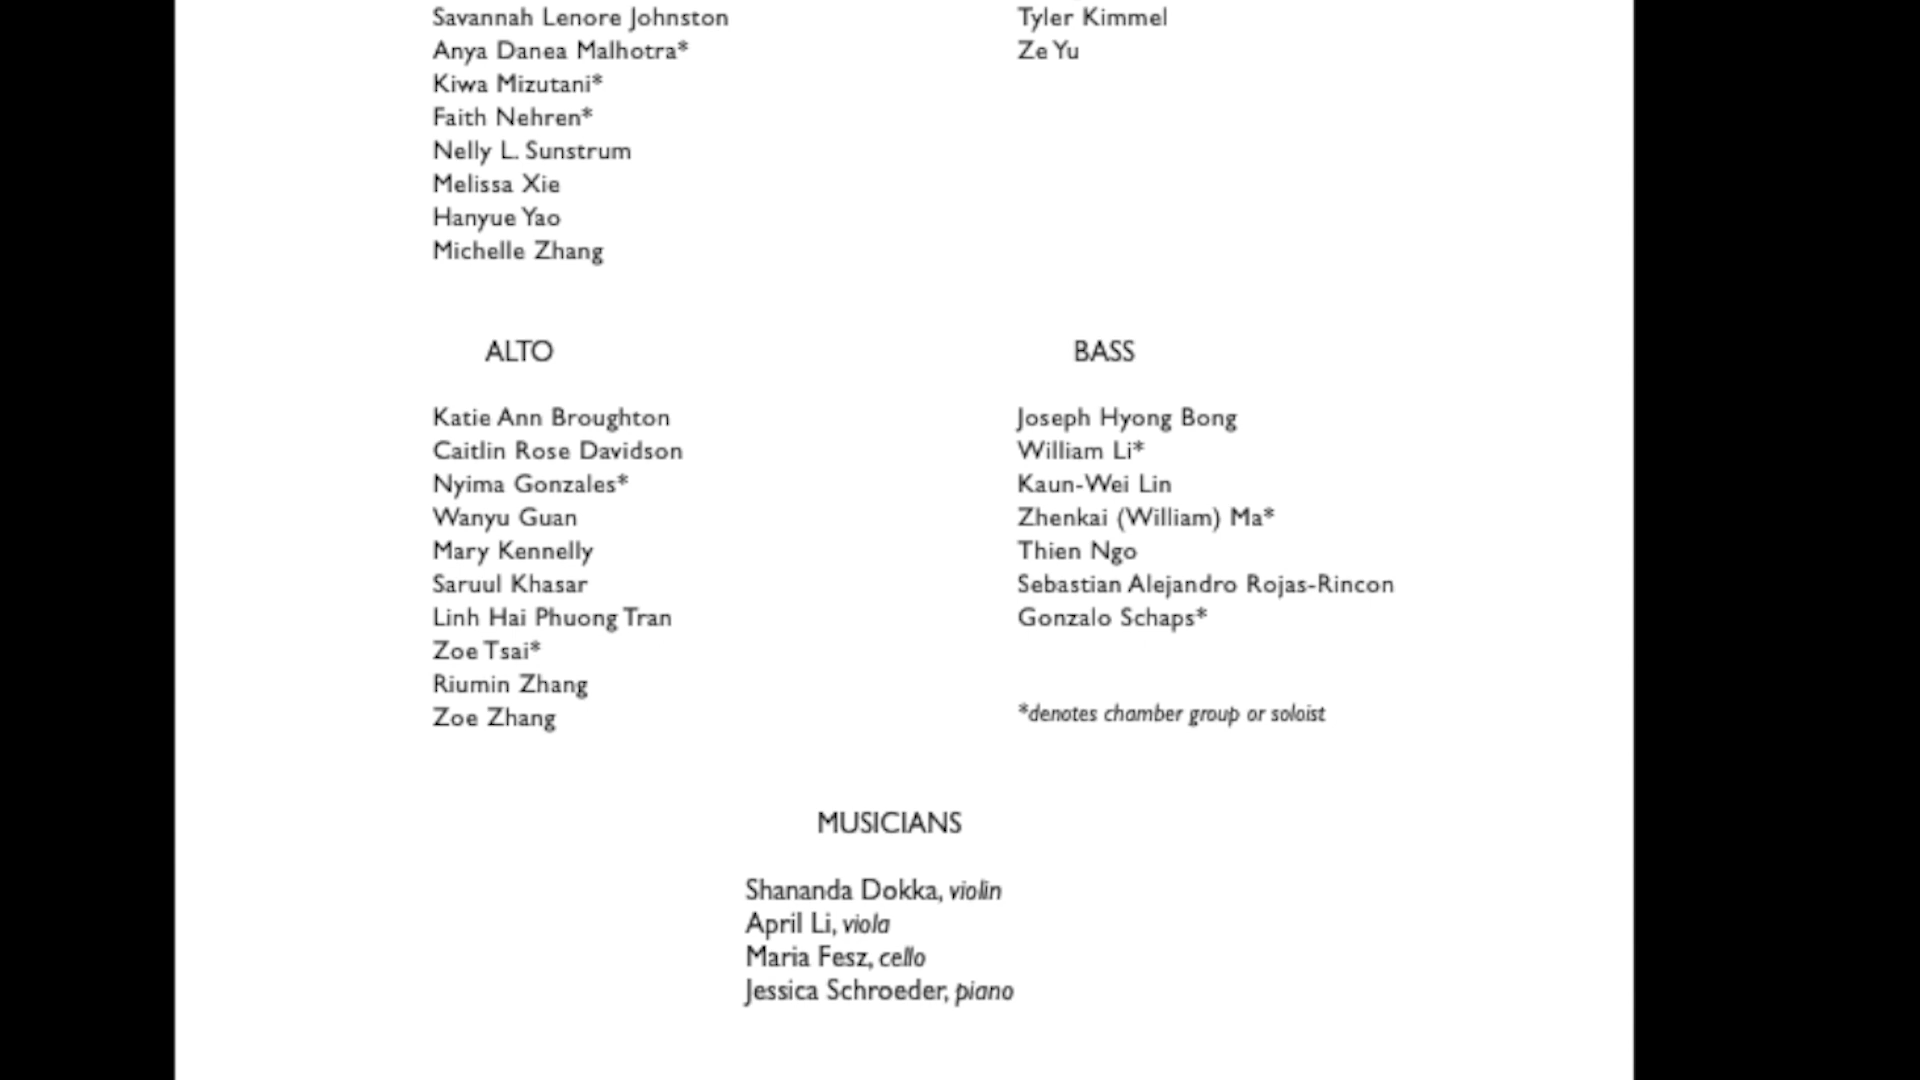 Savannah Lenore Johnston
Anya Danea Malhotra*
Kiwa Mizutani*
Faith Nehren*
Nelly L. Sunstrum
Melissa Xie
Hanyue Yao
Michelle Zhang
Tyler Kimmel
Ze Yu
ALTO
Katie Ann Broughton
Caitlin Rose Davidson
Nyima Gonzales*
Wanyu Guan
Mary Kennelly
Saruul Khasar
Linh Hai Phuong Tran
Zoe Tsai*
Riumin Zhang
Zoe Zhang
BASS
Joseph Hyong Bong
William Li*
Kaun-Wei Lin
Zhenkai (William) Ma*
Thien Ngo
Sebastian Alejandro Rojas-Rincon
Gonzalo Schaps*
*denotes chamber group or soloist
MUSICIANS
Shananda Dokka, violin
April Li, viola
Maria Fesz, cello
Jessica Schroeder, piano